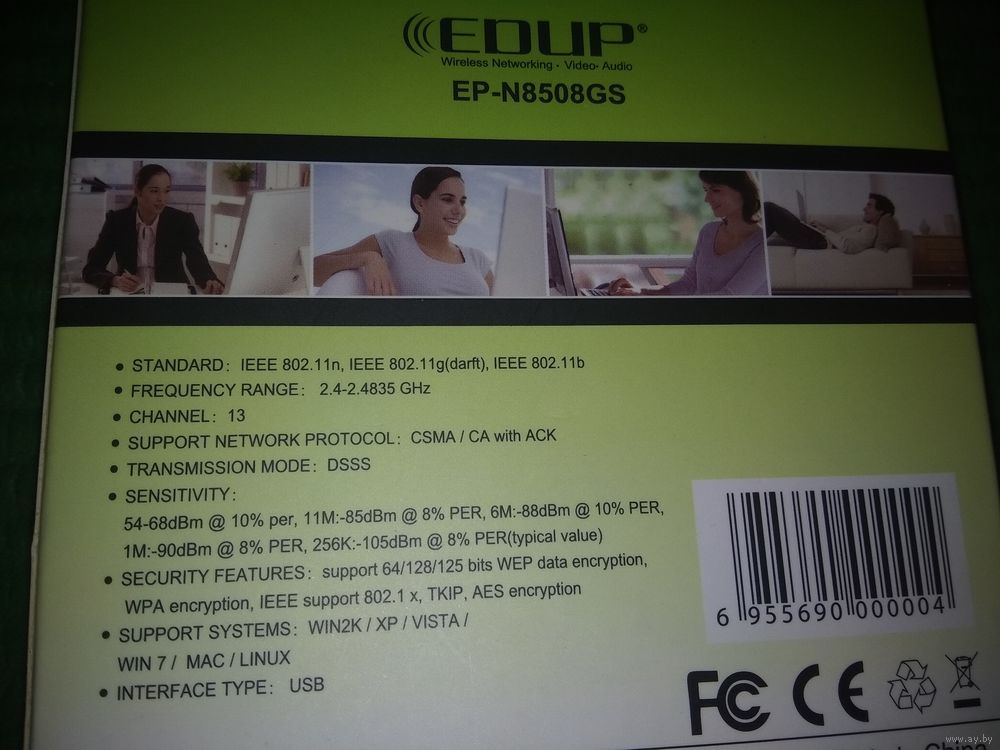 EDUP®
Wireless Networking · Video· Audio
EP-N8508GS
• STANDARD: IEEE 802.11n, IEEE 802.11g(darft), IEEE 802.11b
• FREQUENCY RANGE: 2.4-2.4835 GHz
• CHANNEL: 13
• SUPPORT NETWORK PROTOCOL: CSMA / CA with ACK
• TRANSMISSION MODE: DSSS
• SENSITIVITY:
54-68dBm @ 10% per, 11M:-85dBm @ 8% PER, 6M:-88dBm @ 10% PER,
1M:-90dBm @ 8% PER, 256K:-105dBm @ 8% PER(typical value)
• SECURITY FEATURES: support 64/128/125 bits WEP data encryption,
WPA encryption, IEEE support 802.1 x, TKIP, AES encryption
• SUPPORT SYSTEMS: WIN2K / XP / VISTA /
WIN 7 / MAC / LINUX
• INTERFACE TYPE: USB
6 955690 000004
FC CE
China
www.ay.by